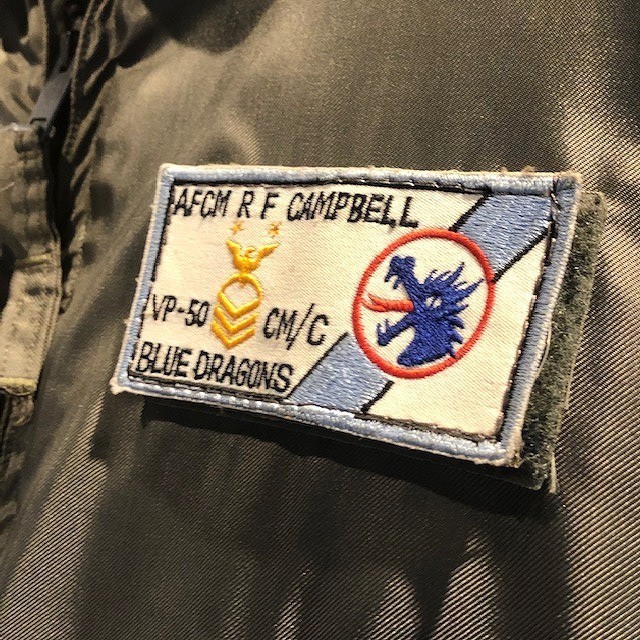 AFCM R F CAMPBELL
VP-50 CM/C
BLUE DRAGONS